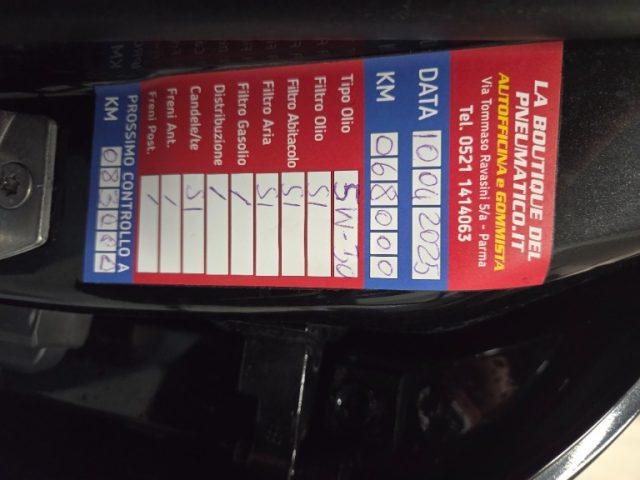 LA BOUTIQUE DEL
PNEUMATICO.IT
AUTOFFICINA e GOMMISTA
Via Tommaso Ravasini 5/a - Parma
Tel. 0521 1414063
DATA 10 04 2025
KM 068000
Tipo Olio 5W-30
Filtro Olio SI
Filtro Abitacolo SI
Filtro Aria SI
Filtro Gasolio /
Distribuzione /
Candele/te SI
Freni Ant. /
Freni Post. /
PROSSIMO CONTROLLO A
KM